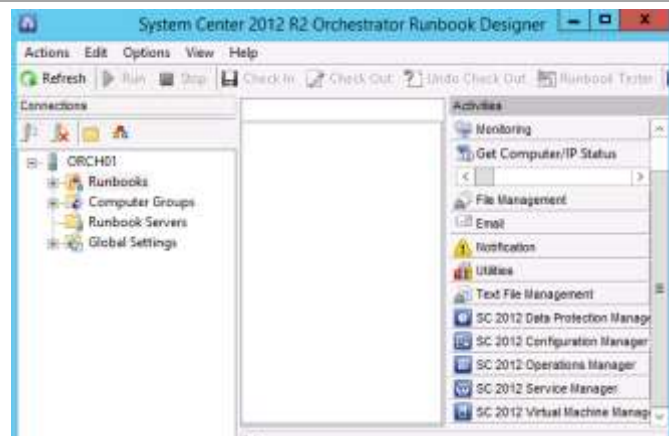 System Center 2012 R2 Orchestrator Runbook Designer
Actions Edit Options View Help
Refresh Run Stop Check In Check Out Undo Check Out Runbook Tester
Connections
Activities
ORCH01
Runbooks
Computer Groups
Runbook Servers
Global Settings
Monitoring
Get Computer/IP Status
File Management
Email
Notification
Utilities
Text File Management
SC 2012 Data Protection Manage
SC 2012 Configuration Manager
SC 2012 Operations Manager
SC 2012 Service Manager
SC 2012 Virtual Machine Manag